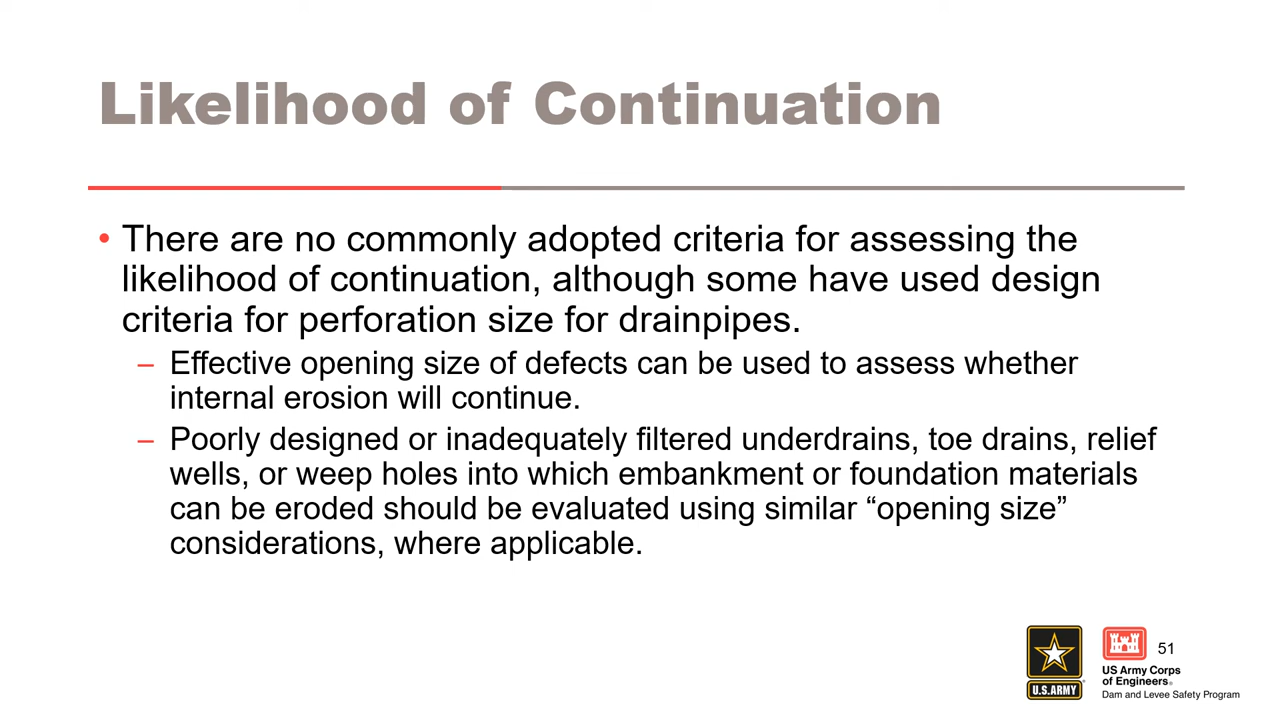 Likelihood of Continuation
• There are no commonly adopted criteria for assessing the
likelihood of continuation, although some have used design
criteria for perforation size for drainpipes.
– Effective opening size of defects can be used to assess whether
internal erosion will continue.
– Poorly designed or inadequately filtered underdrains, toe drains, relief
wells, or weep holes into which embankment or foundation materials
can be eroded should be evaluated using similar “opening size”
considerations, where applicable.
51
U.S.ARMY
US Army Corps
of Engineers®
Dam and Levee Safety Program